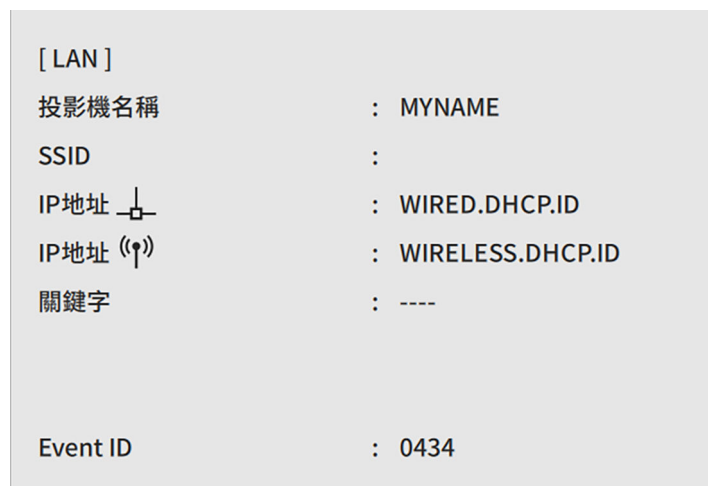 [ LAN ]
投影機名稱 : MYNAME
SSID :
IP地址 : WIRED.DHCP.ID
IP地址 : WIRELESS.DHCP.ID
關鍵字 : ----
Event ID : 0434